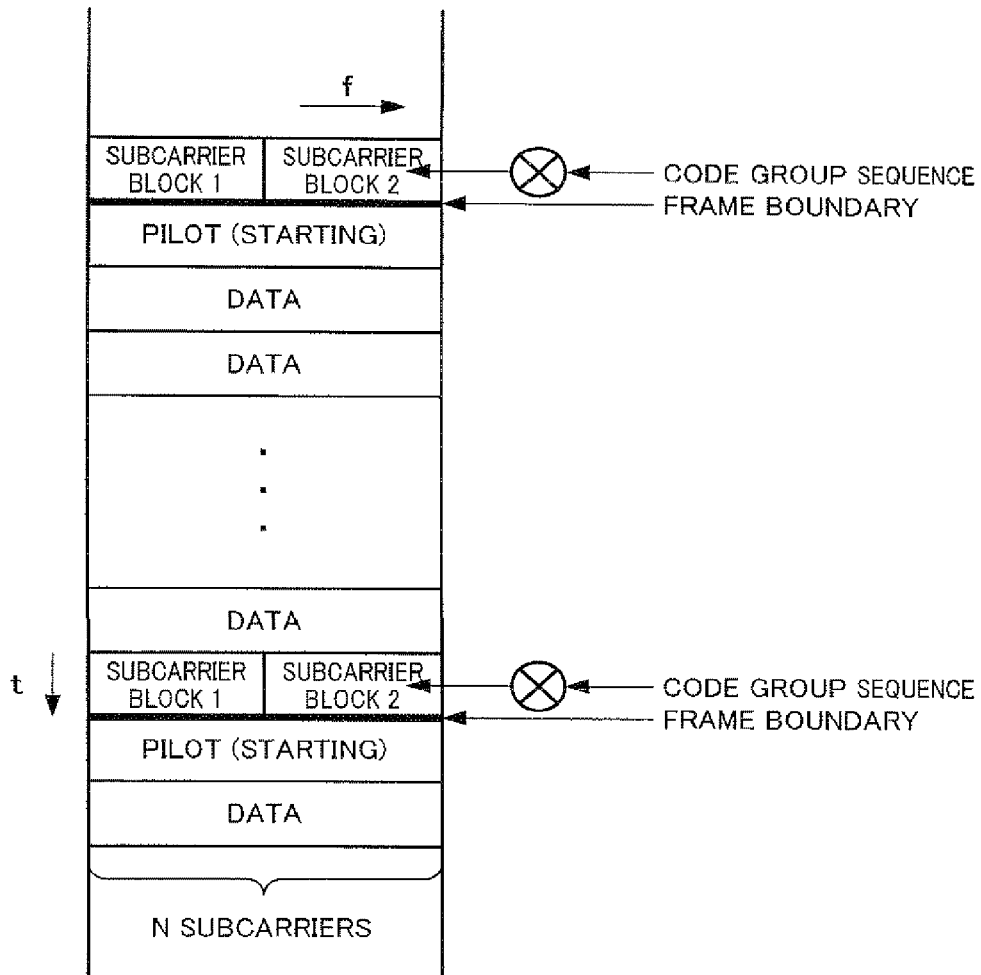 f
SUBCARRIER
BLOCK 1
SUBCARRIER
BLOCK 2
CODE GROUP SEQUENCE
FRAME BOUNDARY
PILOT (STARTING)
DATA
DATA
DATA
t
SUBCARRIER
BLOCK 1
SUBCARRIER
BLOCK 2
CODE GROUP SEQUENCE
FRAME BOUNDARY
PILOT (STARTING)
DATA
N SUBCARRIERS